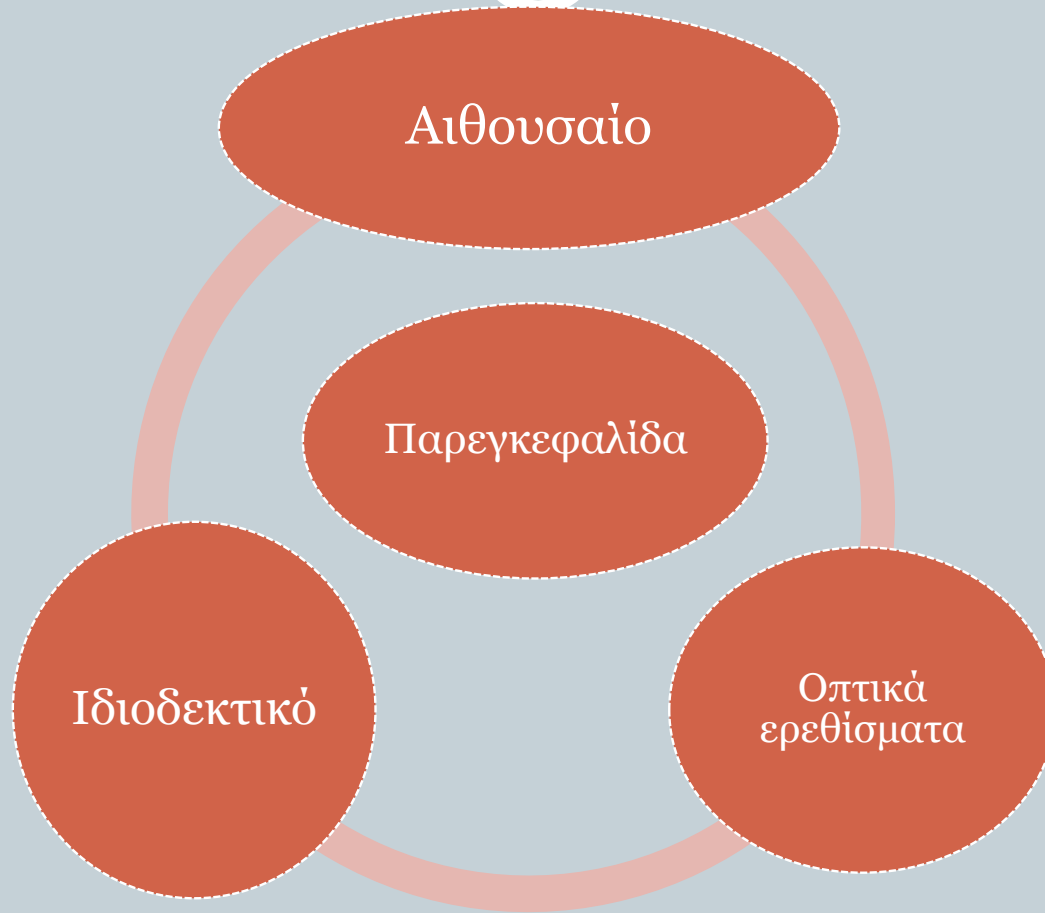 Αιθουσαίο
Παρεγκεφαλίδα
Ιδιοδεκτικό
Οπτικά
ερεθίσματα